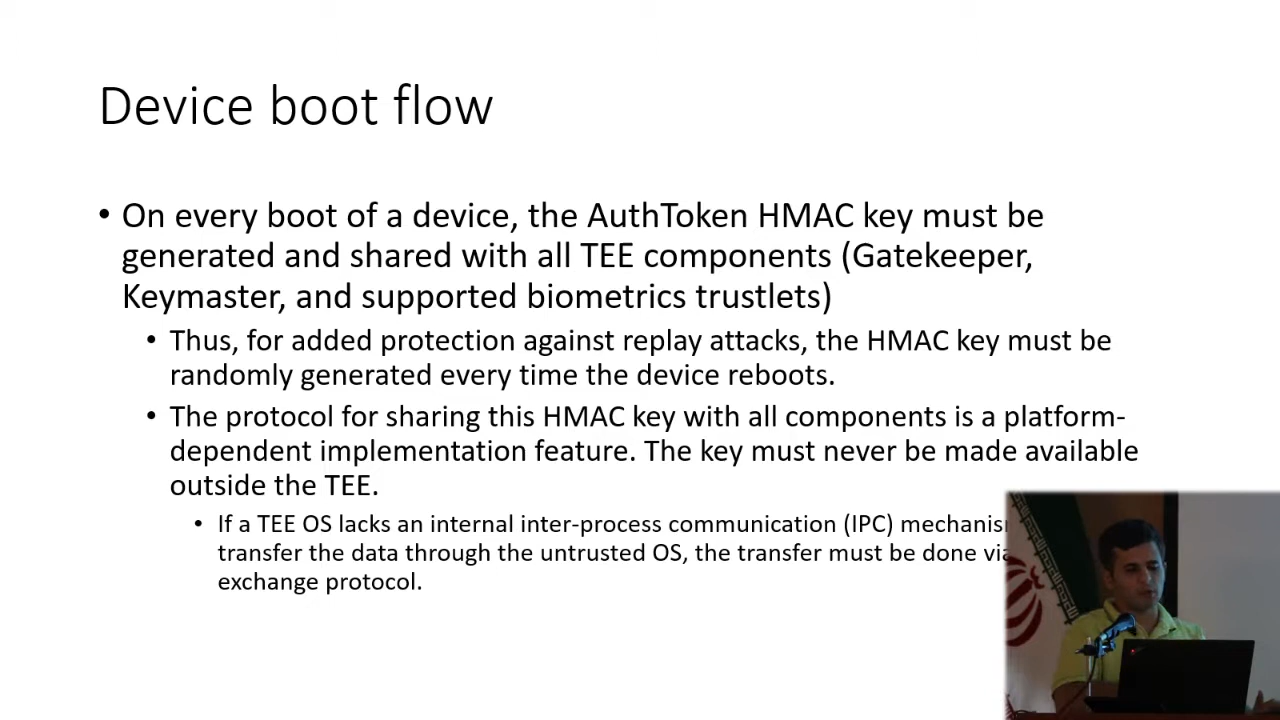 Device boot flow
• On every boot of a device, the AuthToken HMAC key must be
generated and shared with all TEE components (Gatekeeper,
Keymaster, and supported biometrics trustlets)
• Thus, for added protection against replay attacks, the HMAC key must be
randomly generated every time the device reboots.
• The protocol for sharing this HMAC key with all components is a platform-
dependent implementation feature. The key must never be made available
outside the TEE.
• If a TEE OS lacks an internal inter-process communication (IPC)
transfer the data through the untrusted OS, the transfer must be done
exchange protocol.